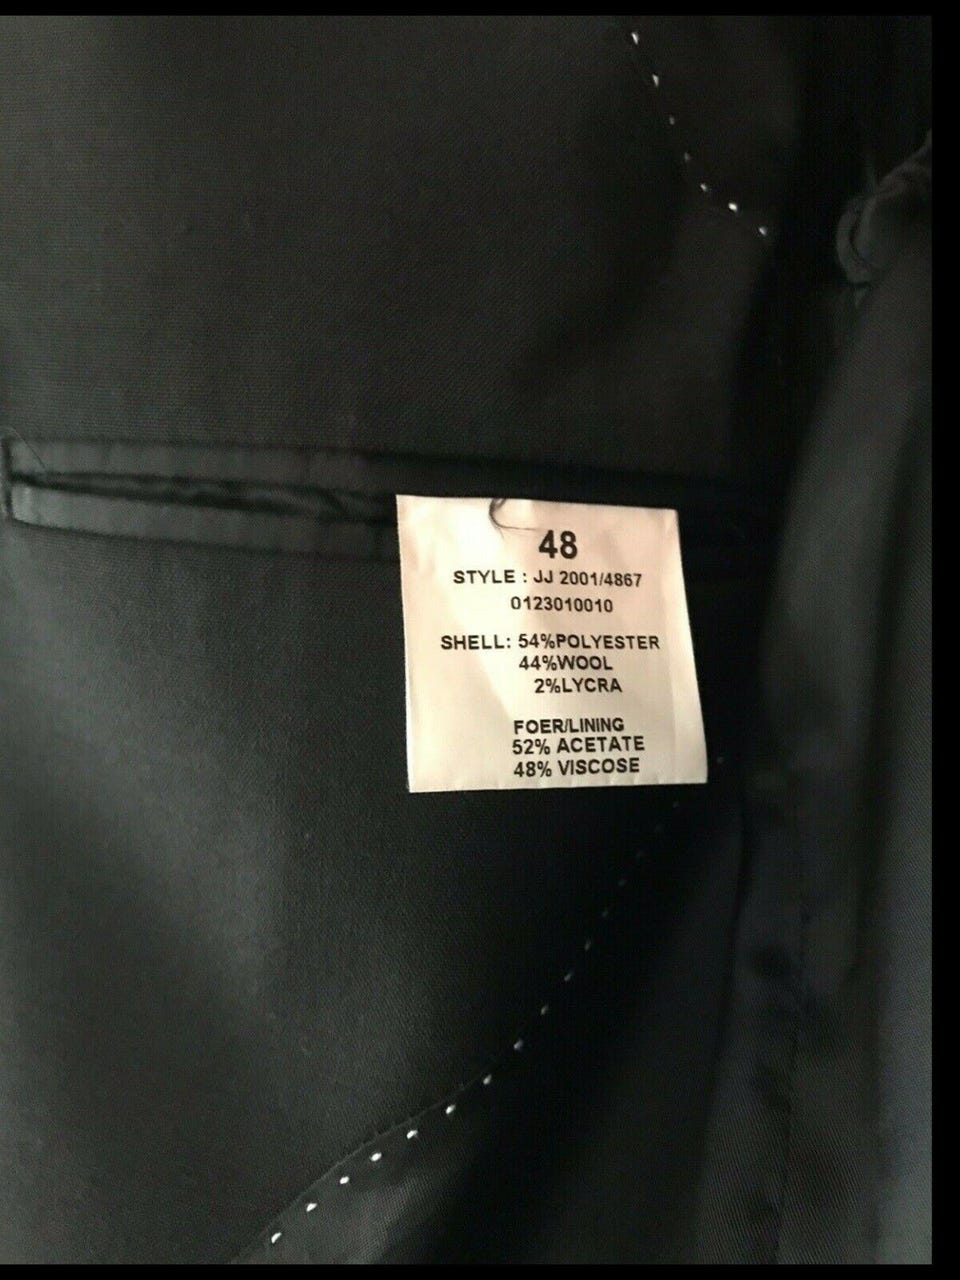 48
STYLE : JJ 2001/4867
0123010010
SHELL: 54%POLYESTER
44%WOOL
2%LYCRA
FOER/LINING
52% ACETATE
48% VISCOSE